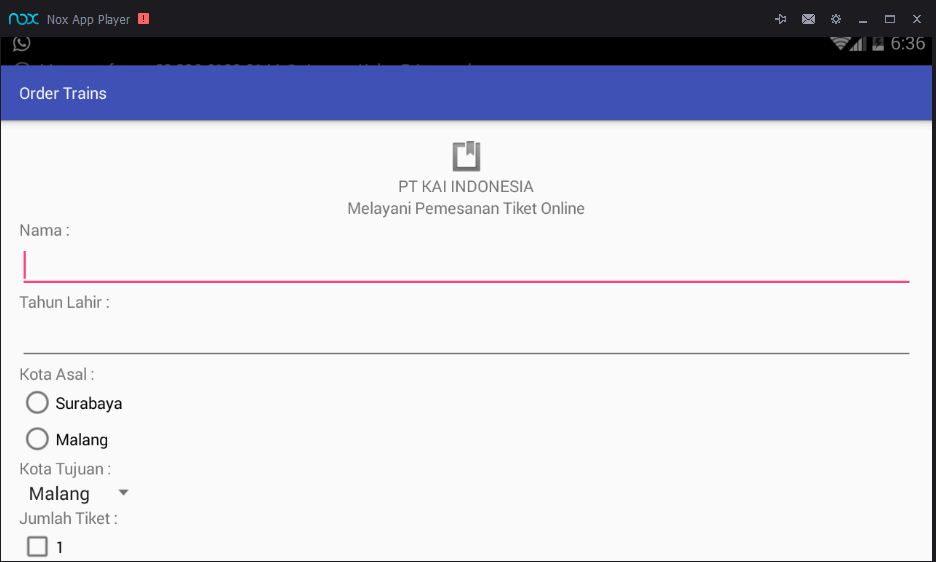 nox Nox App Player !
6:36
Order Trains
PT KAI INDONESIA
Melayani Pemesanan Tiket Online
Nama :
Tahun Lahir :
Kota Asal :
Surabaya
Malang
Kota Tujuan :
Malang
Jumlah Tiket :
1